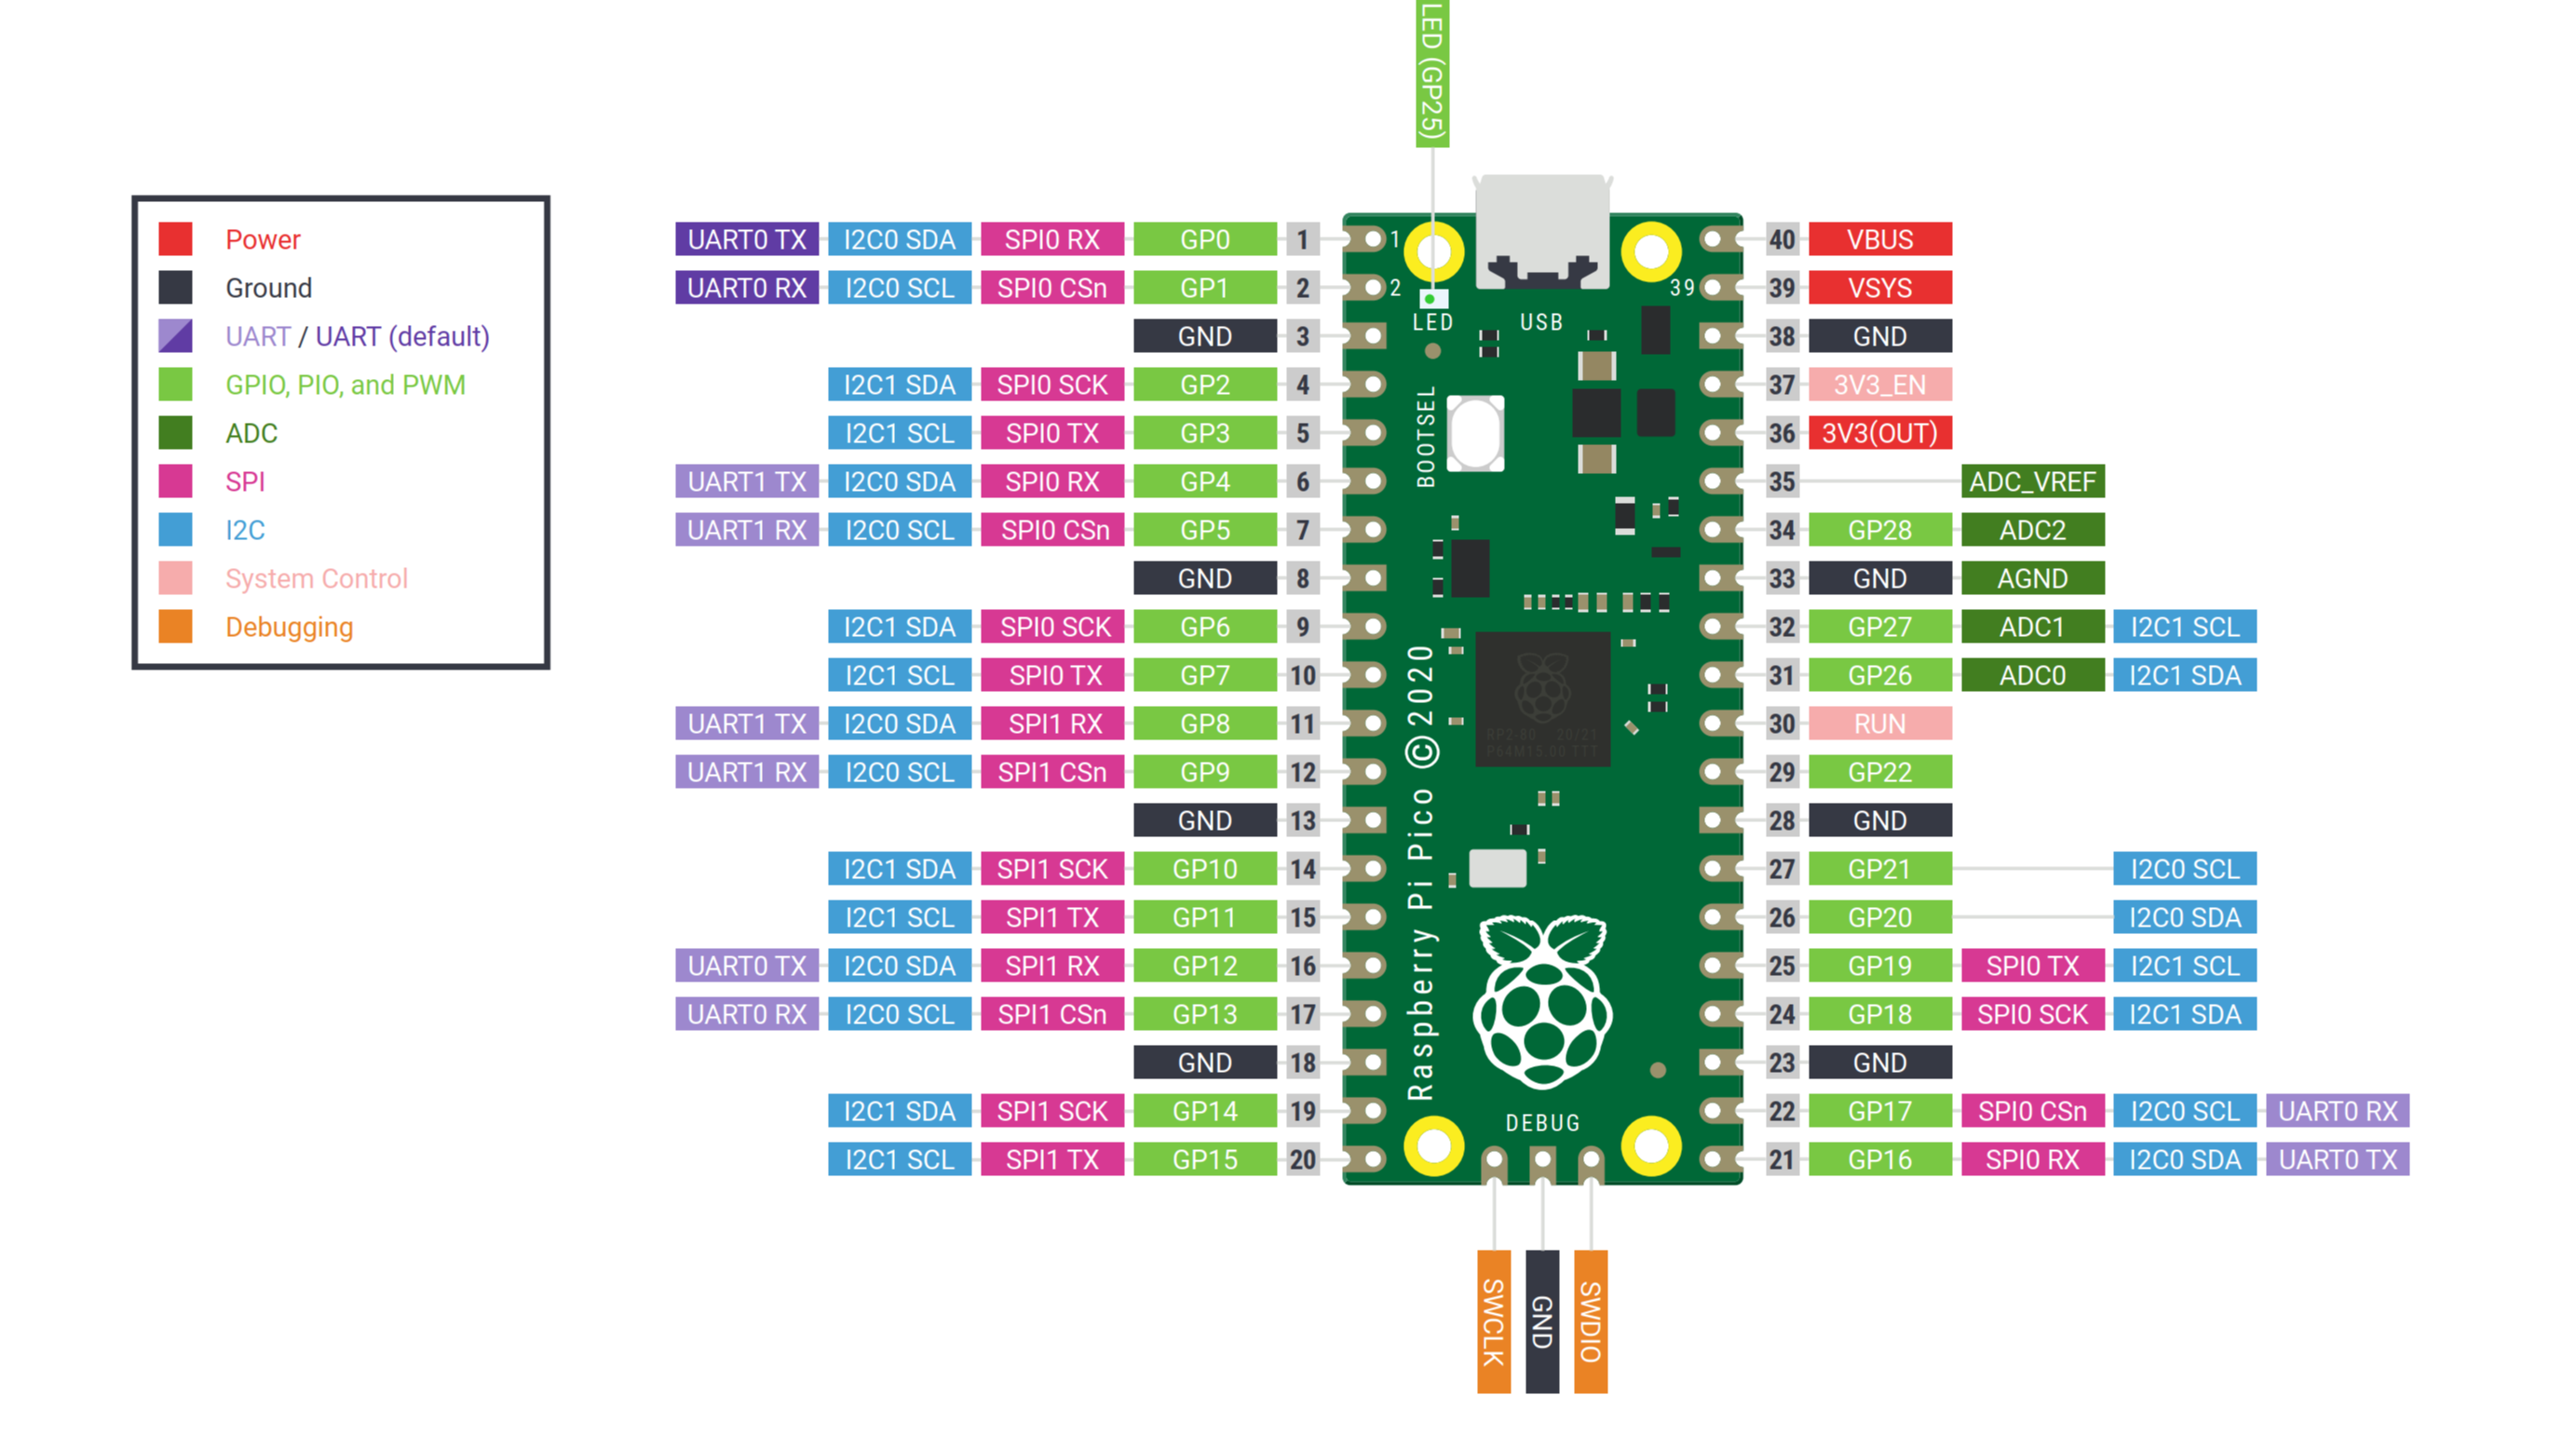 LED (GP25)
Power
Ground
UART / UART (default)
GPIO, PIO, and PWM
ADC
SPI
I2C
System Control
Debugging
UART0 TX I2C0 SDA SPI0 RX GP0 1 1 40 VBUS
UART0 RX I2C0 SCL SPI0 CSn GP1 2 2 39 39 VSYS
LED USB
GND 3 38 GND
I2C1 SDA SPI0 SCK GP2 4 37 3V3_EN
I2C1 SCL SPI0 TX GP3 5 36 3V3(OUT)
BOOTSEL
UART1 TX I2C0 SDA SPI0 RX GP4 6 35 ADC_VREF
UART1 RX I2C0 SCL SPI0 CSn GP5 7 34 GP28 ADC2
GND 8 33 GND AGND
I2C1 SDA SPI0 SCK GP6 9 32 GP27 ADC1 I2C1 SCL
I2C1 SCL SPI0 TX GP7 10 31 GP26 ADC0 I2C1 SDA
UART1 TX I2C0 SDA SPI1 RX GP8 11 30 RUN
RP2-B0 20/21
P64M15.00 TTT
UART1 RX I2C0 SCL SPI1 CSn GP9 12 29 GP22
GND 13 28 GND
I2C1 SDA SPI1 SCK GP10 14 27 GP21 I2C0 SCL
I2C1 SCL SPI1 TX GP11 15 26 GP20 I2C0 SDA
Raspberry Pi Pico ©2020
UART0 TX I2C0 SDA SPI1 RX GP12 16 25 GP19 SPI0 TX I2C1 SCL
UART0 RX I2C0 SCL SPI1 CSn GP13 17 24 GP18 SPI0 SCK I2C1 SDA
GND 18 23 GND
I2C1 SDA SPI1 SCK GP14 19 22 GP17 SPI0 CSn I2C0 SCL UART0 RX
DEBUG
I2C1 SCL SPI1 TX GP15 20 21 GP16 SPI0 RX I2C0 SDA UART0 TX
SWCLK
GND
SWDIO